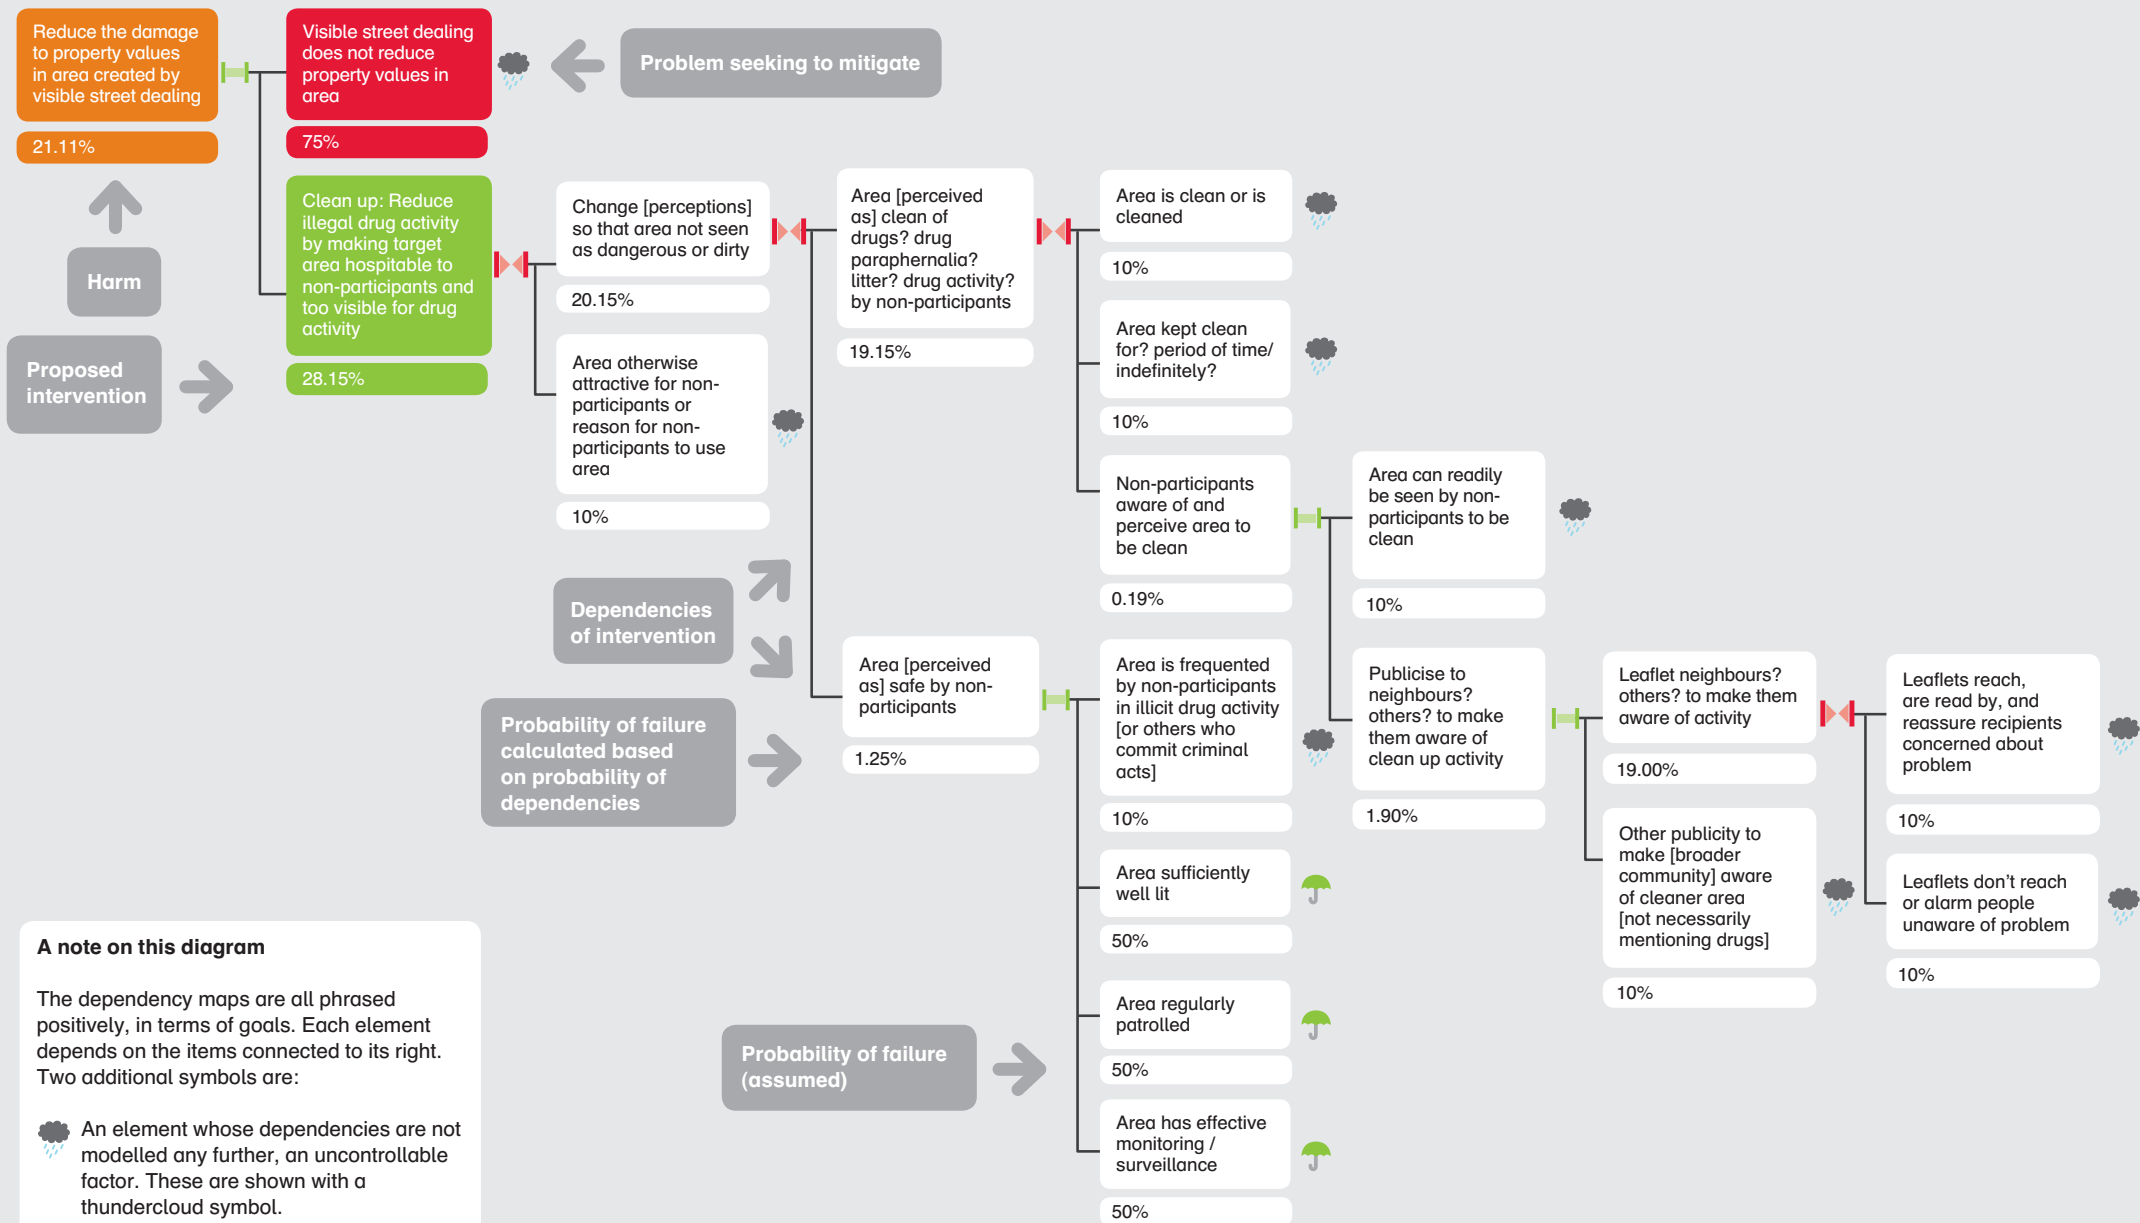 Reduce the damage
to property values
in area created by
visible street dealing
21.11%
Visible street dealing
does not reduce
property values in
area
75%
Problem seeking to mitigate
Harm
Proposed
intervention
Clean up: Reduce
illegal drug activity
by making target
area hospitable to
non-participants and
too visible for drug
activity
28.15%
Change [perceptions]
so that area not seen
as dangerous or dirty
20.15%
Area otherwise
attractive for non-
participants or
reason for non-
participants to use
area
10%
Area [perceived
as] clean of
drugs? drug
paraphernalia?
litter? drug activity?
by non-participants
19.15%
Area is clean or is
cleaned
10%
Area kept clean
for? period of time/
indefinitely?
10%
Non-participants
aware of and
perceive area to
be clean
0.19%
Area can readily
be seen by non-
participants to be
clean
10%
Dependencies
of intervention
Probability of failure
calculated based
on probability of
dependencies
Area [perceived
as] safe by non-
participants
1.25%
Area is frequented
by non-participants
in illicit drug activity
[or others who
commit criminal
acts]
10%
Publicise to
neighbours?
others? to make
them aware of
clean up activity
1.90%
Leaflet neighbours?
others? to make them
aware of activity
19.00%
Leaflets reach,
are read by, and
reassure recipients
concerned about
problem
10%
Other publicity to
make [broader
community] aware
of cleaner area
[not necessarily
mentioning drugs]
10%
Leaflets don't reach
or alarm people
unaware of problem
10%
Area sufficiently
well lit
50%
Area regularly
patrolled
50%
Area has effective
monitoring /
surveillance
50%
Probability of failure
(assumed)
A note on this diagram
The dependency maps are all phrased
positively, in terms of goals. Each element
depends on the items connected to its right.
Two additional symbols are:
An element whose dependencies are not
modelled any further, an uncontrollable
factor. These are shown with a
thundercloud symbol.